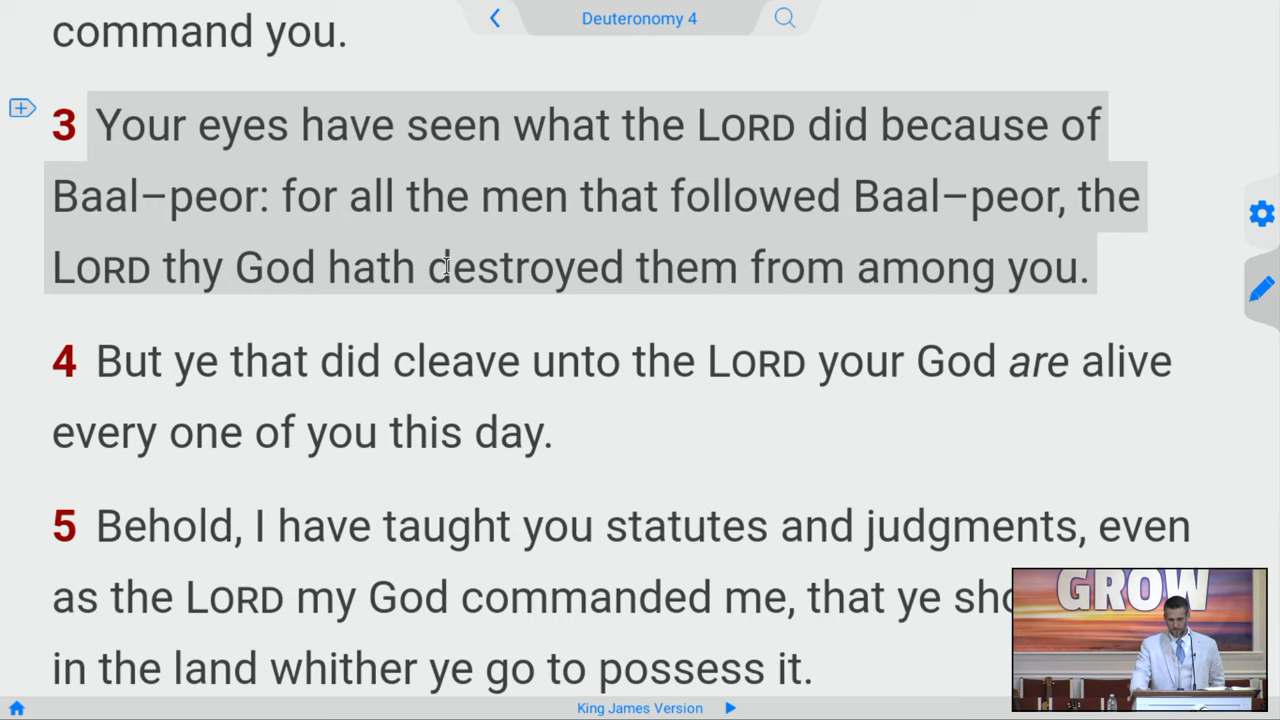 Deuteronomy 4
command you.
3 Your eyes have seen what the LORD did because of
Baal–peor: for all the men that followed Baal–peor, the
LORD thy God hath destroyed them from among you.
4 But ye that did cleave unto the LORD your God are alive
every one of you this day.
5 Behold, I have taught you statutes and judgments, even
as the LORD my God commanded me, that ye sho
in the land whither ye go to possess it.
GROW
King James Version